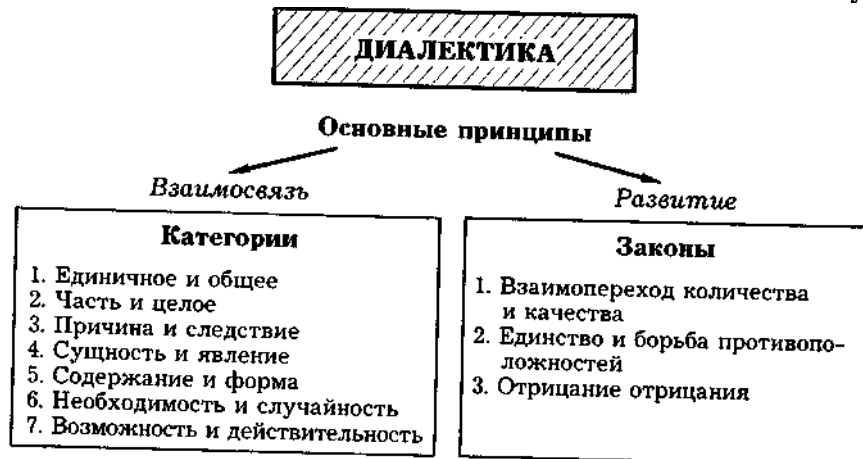 ДИАЛЕКТИКА
Основные принципы
Взаимосвязь
Развитие
Категории
1. Единичное и общее
2. Часть и целое
3. Причина и следствие
4. Сущность и явление
5. Содержание и форма
6. Необходимость и случайность
7. Возможность и действительность
Законы
1. Взаимопереход количества
и качества
2. Единство и борьба противопо-
ложностей
3. Отрицание отрицания